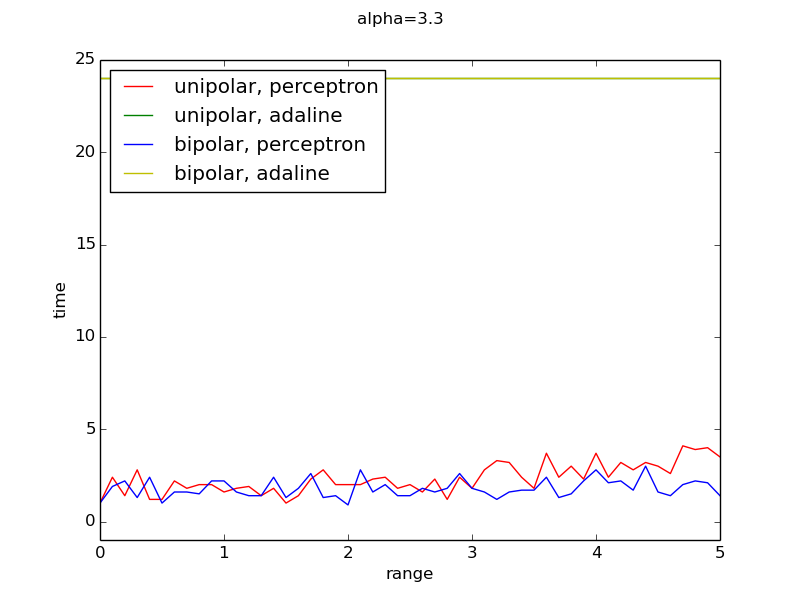 alpha=3.3
25
20
15
10
5
0
time
unipolar, perceptron
unipolar, adaline
bipolar, perceptron
bipolar, adaline
0 1 2 3 4 5
range